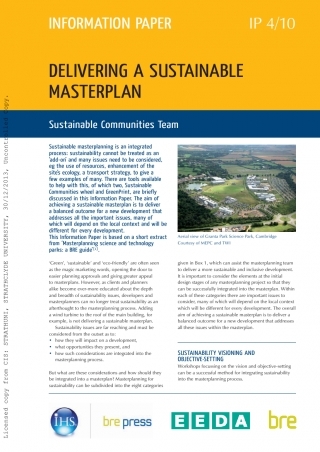 INFORMATION PAPER
IP 4/10
DELIVERING A SUSTAINABLE
MASTERPLAN
Sustainable Communities Team
Sustainable masterplanning is an integrated
process: sustainability cannot be treated as an
'add-on' and many issues need to be considered,
eg the use of resources, enhancement of the
site's ecology, a transport strategy, to give a
few examples of many. There are tools available
to help with this, of which two, Sustainable
Communities wheel and GreenPrint, are briefly
discussed in this Information Paper. The aim of
achieving a sustainable masterplan is to deliver
a balanced outcome for a new development that
addresses all the important issues, many of
which will depend on the local context and will be
different for every development.
This Information Paper is based on a short extract
from 'Masterplanning science and technology
parks: a BRE guide'[1].
'Green', 'sustainable' and 'eco-friendly' are often seen
as the magic marketing words, opening the door to
easier planning approvals and giving greater appeal
to masterplans. However, as clients and planners
alike become ever-more educated about the depth
and breadth of sustainability issues, developers and
masterplanners can no longer treat sustainability as an
afterthought to the masterplanning process. Adding
a wind turbine to the roof of the main building, for
example, is not delivering a sustainable masterplan.
Sustainability issues are far reaching and must be
considered from the outset as to:
• how they will impact on a development,
• what opportunities they present, and
• how such considerations are integrated into the
masterplanning process.
But what are these considerations and how should they
be integrated into a masterplan? Masterplanning for
sustainability can be subdivided into the eight categories
Aerial view of Granta Park Science Park, Cambridge
Courtesy of MEPC and TWI
given in Box 1, which can assist the masterplanning team
to deliver a more sustainable and inclusive development.
It is important to consider the elements at the initial
design stages of any masterplanning project so that they
can be successfully integrated into the masterplan. Within
each of these categories there are important issues to
consider, many of which will depend on the local context
which will be different for every development. The overall
aim of achieving a sustainable masterplan is to deliver a
balanced outcome for a new development that addresses
all these issues within the masterplan.
SUSTAINABILITY VISIONING AND
OBJECTIVE-SETTING
Workshops focussing on the vision and objective-setting
can be a successful method for integrating sustainability
into the masterplanning process.
IHS
bre press
EEDA
bre
Licensed copy from CIS: STRATHUNI, STRATHCLYDE UNIVERSITY, 30/12/2013, Uncontrolled Copy.